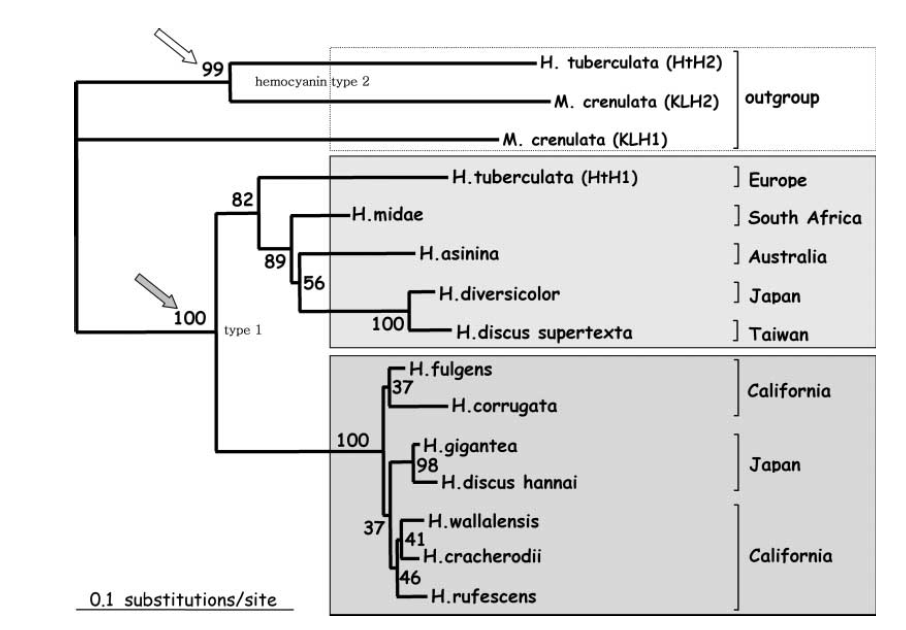 99
H. tuberculata (HtH2)
hemocyanin type 2
M. crenulata (KLH2)
outgroup
M. crenulata (KLH1)
82
H.tuberculata (HtH1)
Europe
H.midae
South Africa
89
H.asinina
Australia
56
H.diversicolor
Japan
100
H.discus supertexta
Taiwan
100
type 1
H.fulgens
37
California
H.corrugata
100
H.gigantea
98
Japan
H.discus hannai
37
H.wallalensis
41
H.cracherodii
California
46
H.rufescens
0.1 substitutions/site